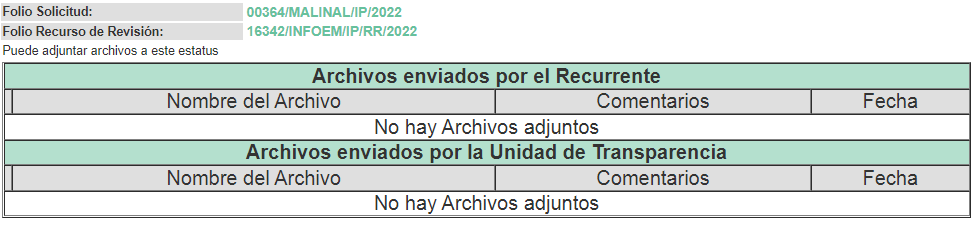 Folio Solicitud: 00364/MALINAL/IP/2022
Folio Recurso de Revisión: 16342/INFOEM/IP/RR/2022
Puede adjuntar archivos a este estatus
Archivos enviados por el Recurrente
Nombre del Archivo Comentarios Fecha
No hay Archivos adjuntos
Archivos enviados por la Unidad de Transparencia
Nombre del Archivo Comentarios Fecha
No hay Archivos adjuntos